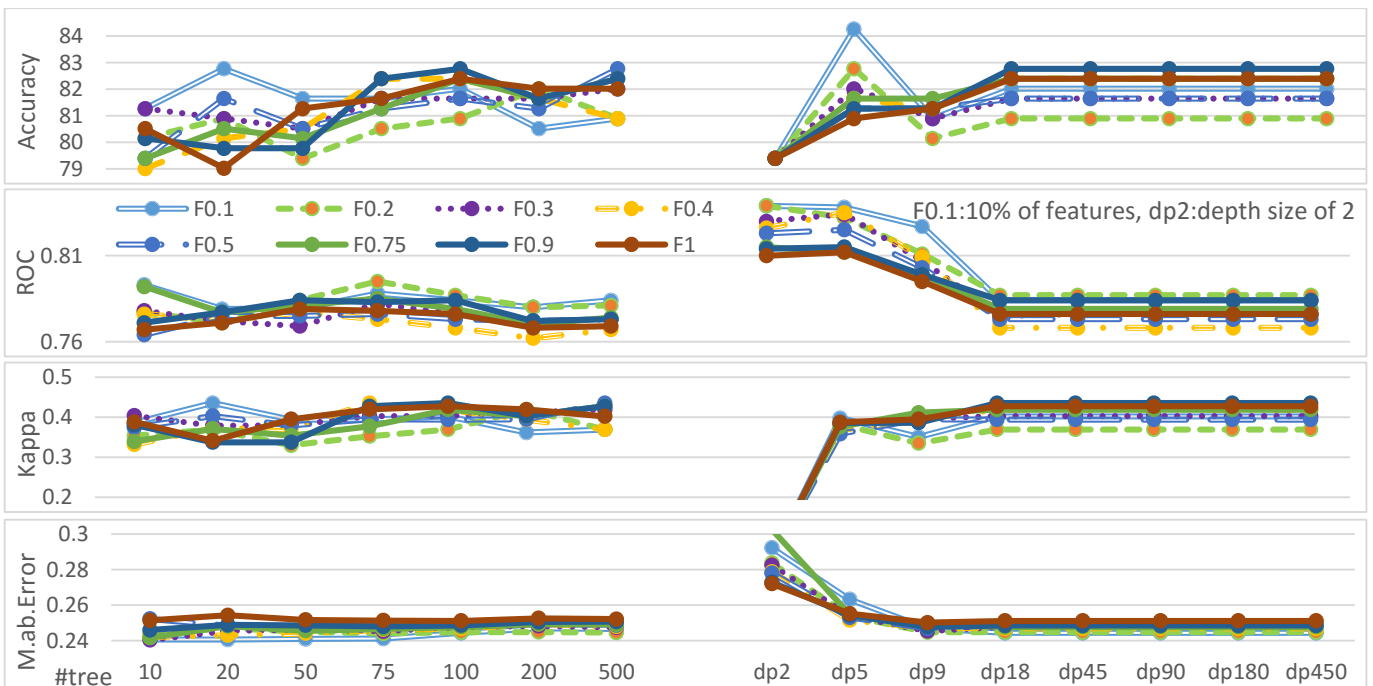 Accuracy
84
83
82
81
80
79
ROC
0.81
0.76
F0.1 F0.2 F0.3 F0.4
F0.5 F0.75 F0.9 F1
F0.1:10% of features, dp2:depth size of 2
Kappa
0.5
0.4
0.3
0.2
M.ab.Error
0.3
0.28
0.26
0.24
#tree 10 20 50 75 100 200 500 dp2 dp5 dp9 dp18 dp45 dp90 dp180 dp450